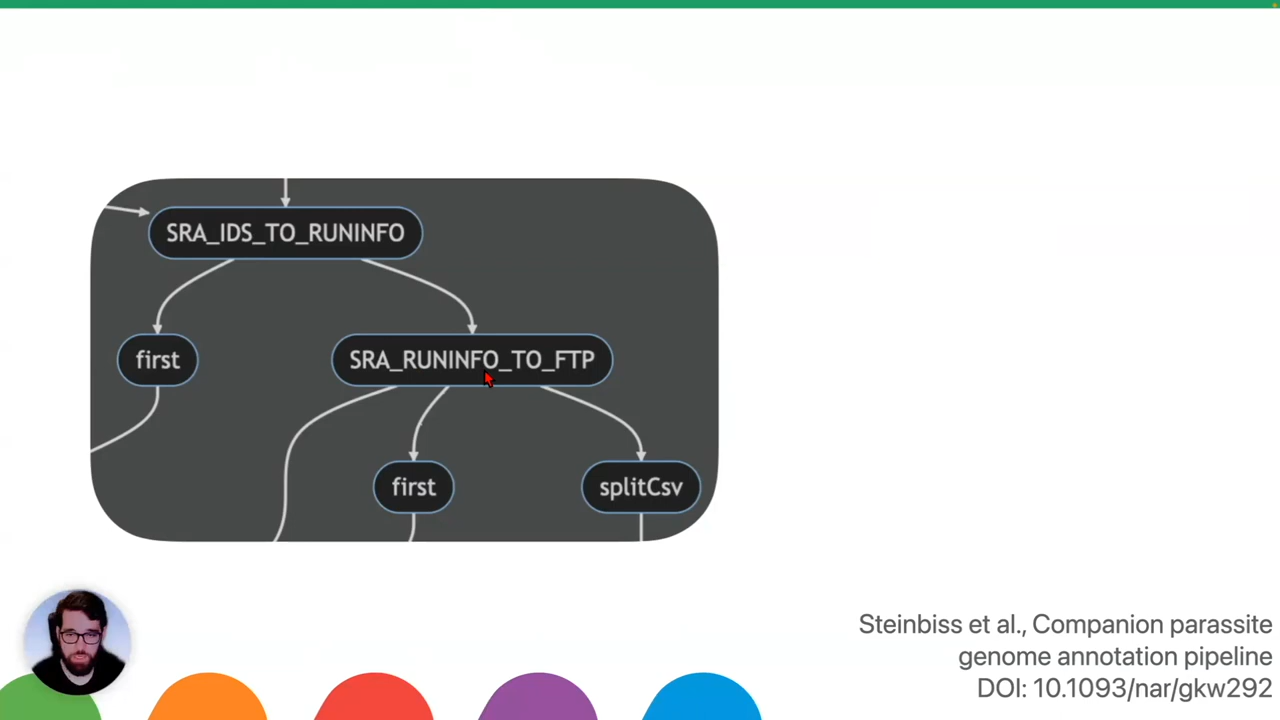 SRA_IDS_TO_RUNINFO
first
SRA_RUNINFO_TO_FTP
first
splitCsv
Steinbiss et al., Companion parassite
genome annotation pipeline
DOI: 10.1093/nar/gkw292